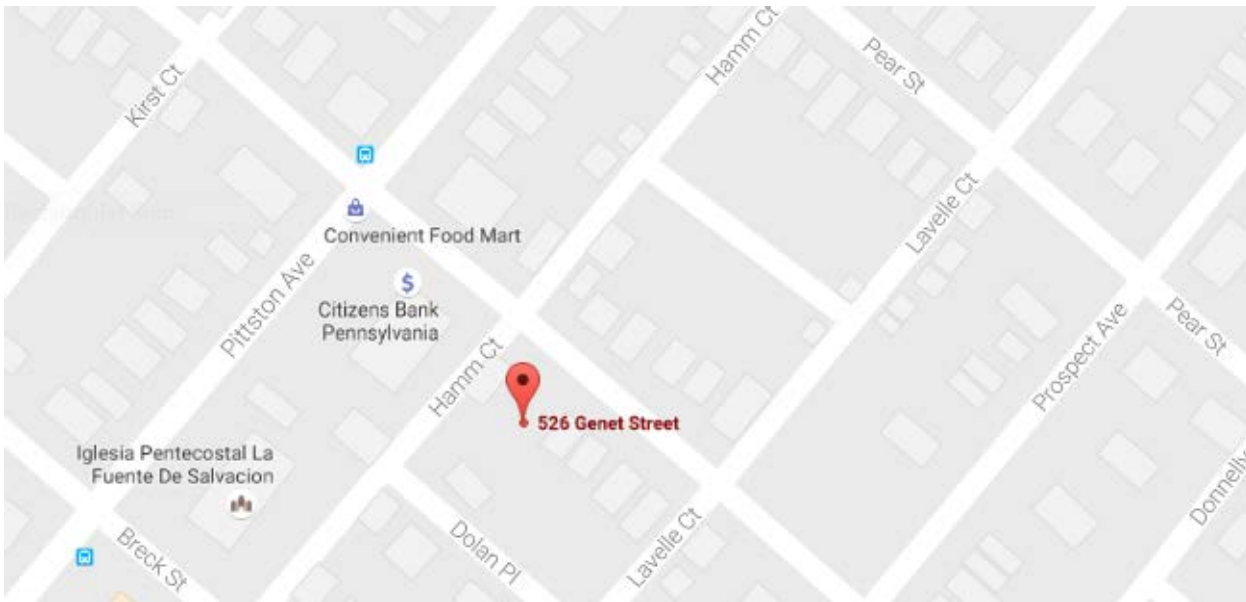 Hamm Ct
Pear St
Kirst Ct
Lavelle Ct
Convenient Food Mart
Pittston Ave
$
Citizens Bank
Pennsylvania
Pear St
Prospect Ave
Hamm Ct
526 Genet Street
Iglesia Pentecostal La
Fuente De Salvacion
Donnelly
Breck St
Dolan Pl
Lavelle Ct